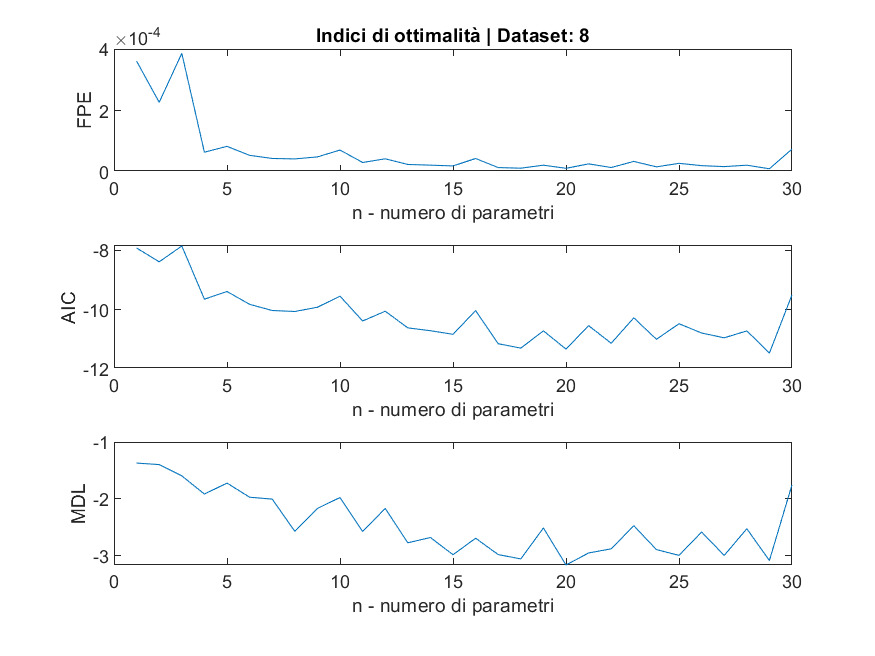 Indici di ottimalità | Dataset: 8
×10-4
4
2
0
FPE
0 5 10 15 20 25 30
n - numero di parametri
-8
-10
-12
AIC
0 5 10 15 20 25 30
n - numero di parametri
-1
-2
-3
MDL
0 5 10 15 20 25 30
n - numero di parametri